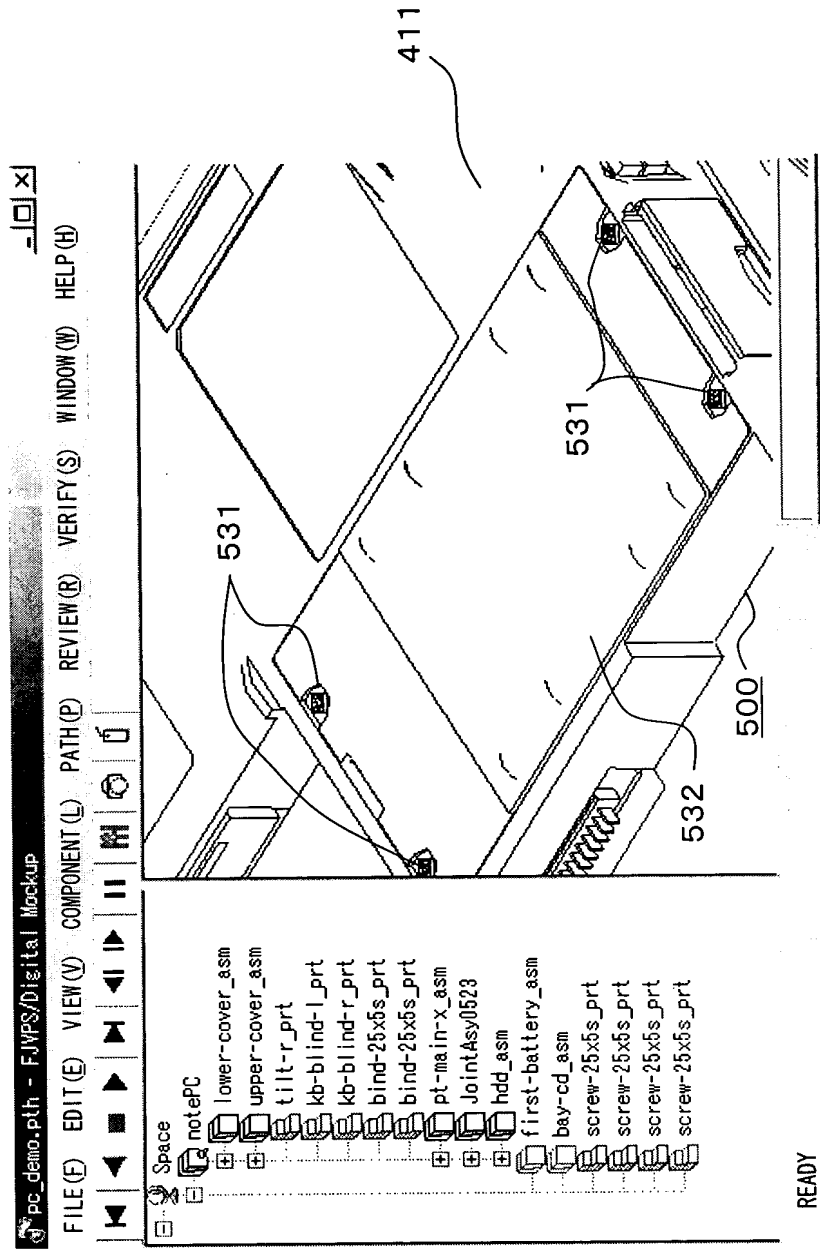 pc_demo.pth - FJVPS/Digital Mockup
FILE(F) EDIT(E) VIEW(V) COMPONENT(L) PATH(P) REVIEW(R) VERIFY(S) WINDOW(W) HELP(H)
Space
notePC
lower-cover_asm
upper-cover_asm
tilt-r_prt
kb-blind-l_prt
kb-blind-r_prt
bind-25x5s_prt
bind-25x5s_prt
pt-main-x_asm
JointAsy0523
hdd_asm
first-battery_asm
bay-cd_asm
screw-25x5s_prt
screw-25x5s_prt
screw-25x5s_prt
screw-25x5s_prt
531
411
531
532
500
READY